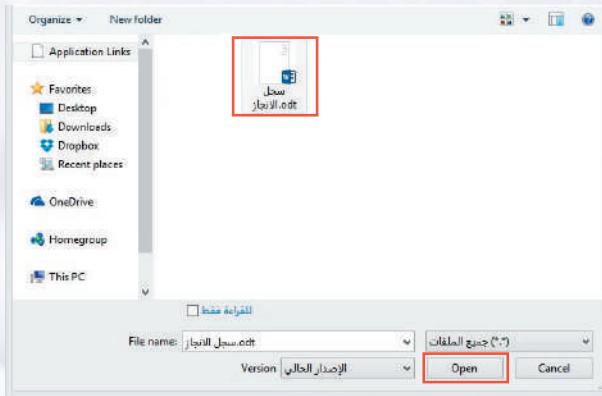 Organize New folder
Application Links
Favorites
Desktop
Downloads
Dropbox
Recent places
OneDrive
Homegroup
This PC
سجل
الانجاز.odt
للقراءة فقط
File name: سجل الانجاز.odt
جميع الملفات (*.*)
Version الإصدار الحالي
Open
Cancel